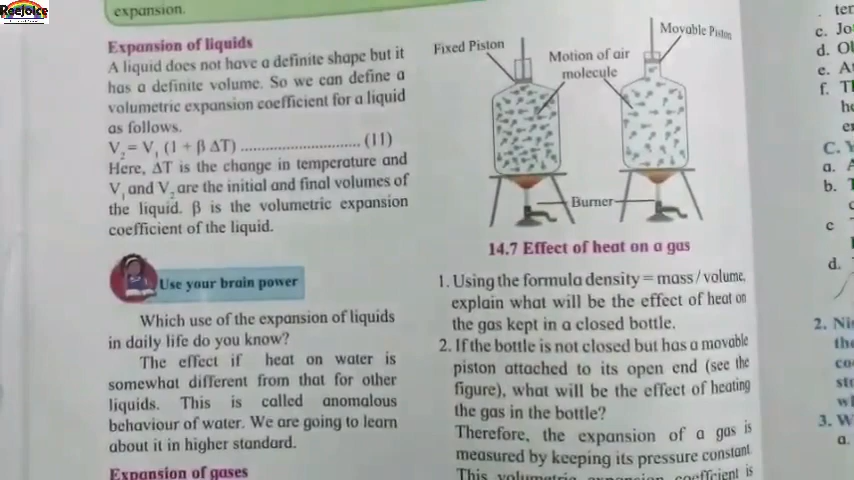 Reejoice
expansion.
Expansion of liquids
A liquid does not have a definite shape but it
has a definite volume. So we can define a
volumetric expansion coefficient for a liquid
as follows.
V₂ = V₁ (1 + β ΔT) .............................. (11)
Here, ΔT is the change in temperature and
V₁ and V₂ are the initial and final volumes of
the liquid. β is the volumetric expansion
coefficient of the liquid.
Use your brain power
Which use of the expansion of liquids
in daily life do you know?
The effect if heat on water is
somewhat different from that for other
liquids. This is called anomalous
behaviour of water. We are going to learn
about it in higher standard.
Expansion of gases
Fixed Piston
Movable Piston
Motion of air
molecule
Burner
14.7 Effect of heat on a gas
1. Using the formula density = mass / volume,
explain what will be the effect of heat on
the gas kept in a closed bottle.
2. If the bottle is not closed but has a movable
piston attached to its open end (see the
figure), what will be the effect of heating
the gas in the bottle?
Therefore, the expansion of a gas is
measured by keeping its pressure constant
This volumetric expansion coefficient is
c.
d.
e.
f.
C.
a.
b.
c
d.
2.
3.
a.